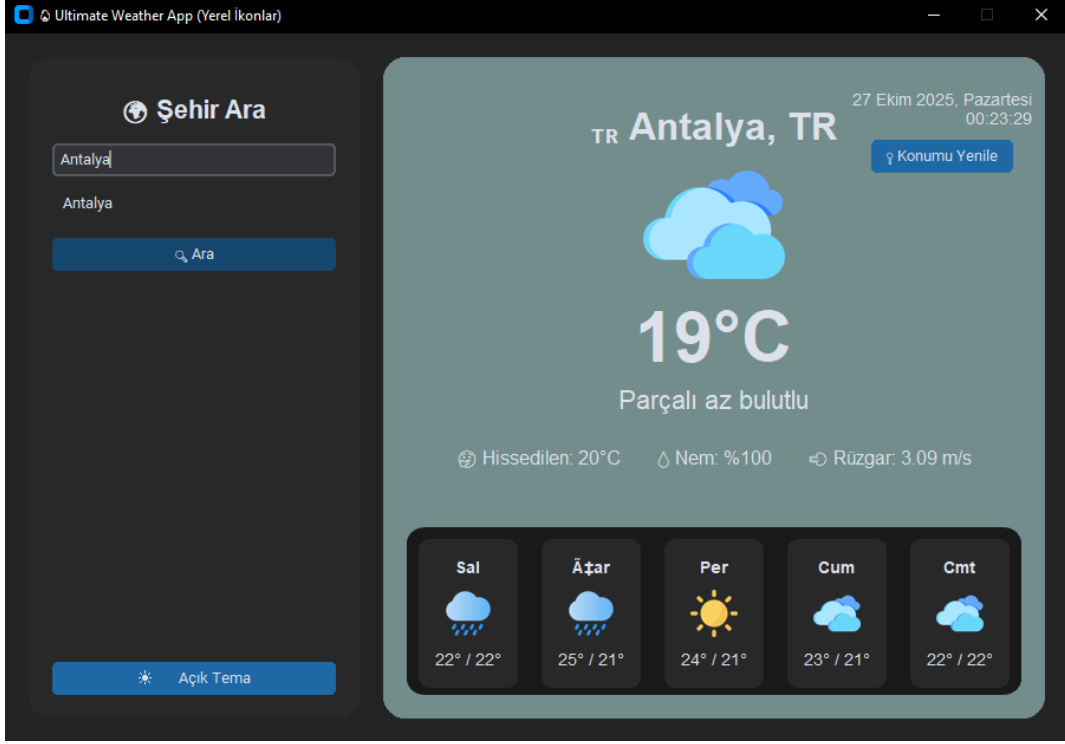 Ultimate Weather App (Yerel İkonlar)
Şehir Ara
Antalya
Antalya
Ara
Açık Tema
27 Ekim 2025, Pazartesi
00:23:29
TR Antalya, TR
Konumu Yenile
19°C
Parçalı az bulutlu
Hissedilen: 20°C Nem: %100 Rüzgar: 3.09 m/s
Sal Ã‡ar Per Cum Cmt
22° / 22° 25° / 21° 24° / 21° 23° / 21° 22° / 22°